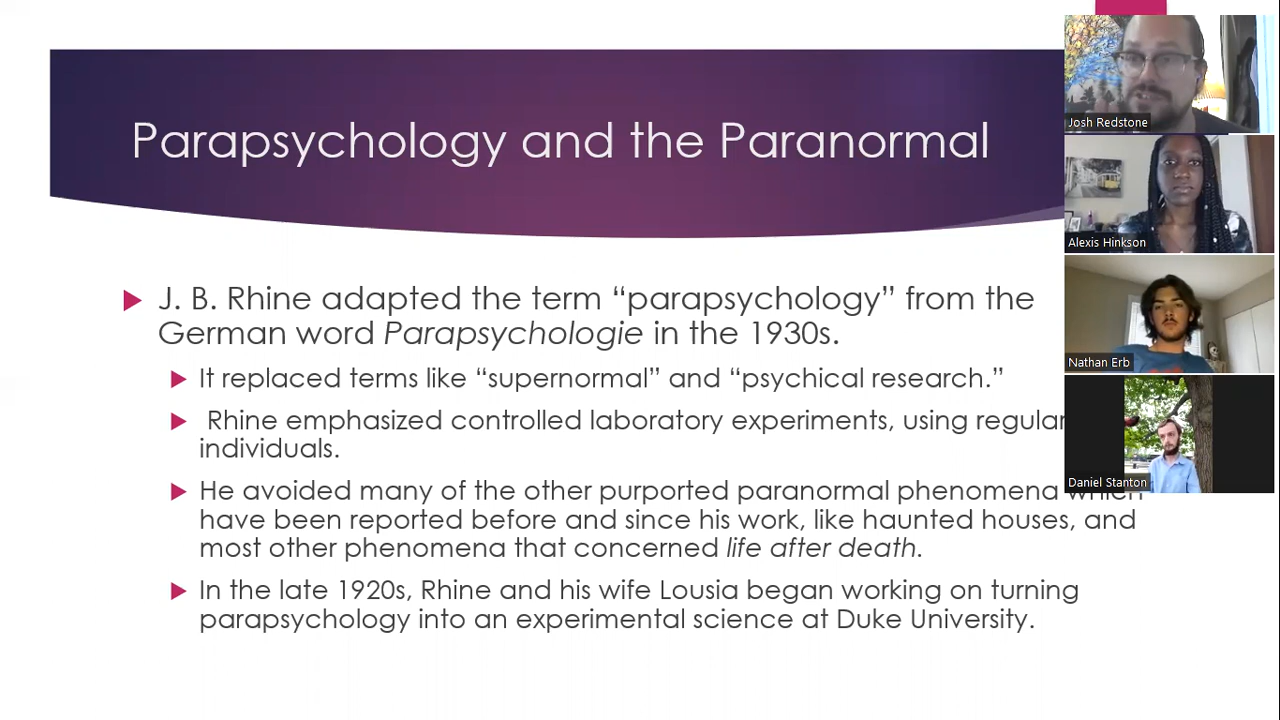 Parapsychology and the Paranormal
J. B. Rhine adapted the term “parapsychology” from the
German word Parapsychologie in the 1930s.
It replaced terms like “supernormal” and “psychical research.”
Rhine emphasized controlled laboratory experiments, using regular
individuals.
He avoided many of the other purported paranormal phenomena which
have been reported before and since his work, like haunted houses, and
most other phenomena that concerned life after death.
In the late 1920s, Rhine and his wife Lousia began working on turning
parapsychology into an experimental science at Duke University.
Josh Redstone
Alexis Hinkson
Nathan Erb
Daniel Stanton